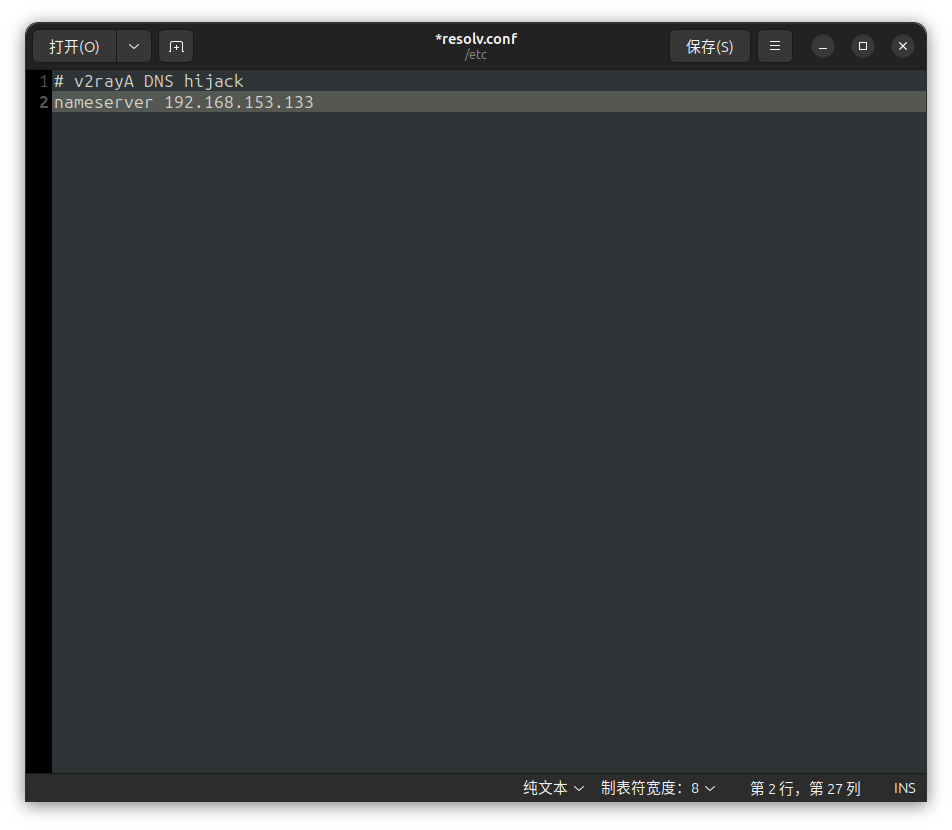 打开(O)
*resolv.conf
/etc
保存(S)
1 # v2rayA DNS hijack
2 nameserver 192.168.153.133
纯文本
制表符宽度：8
第 2 行，第 27 列
INS